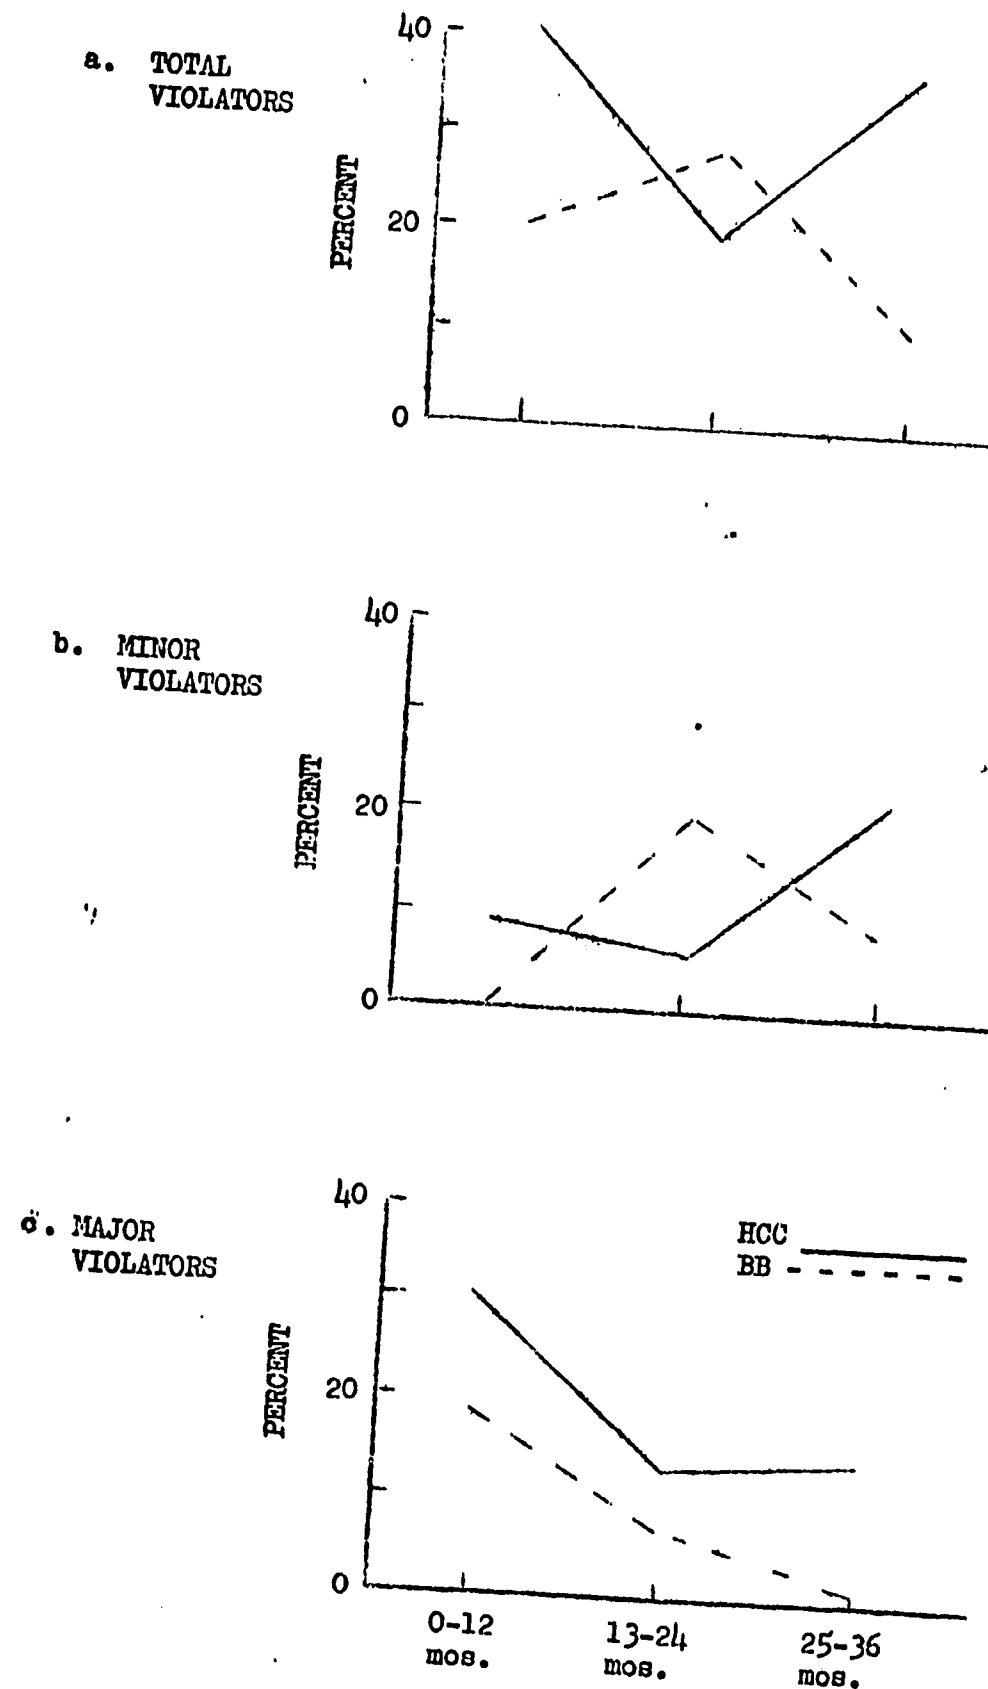 40
a. TOTAL
VIOLATORS
PERCENT
20
0
40
b. MINOR
VIOLATORS
PERCENT
20
0
40
c. MAJOR
VIOLATORS
HCC
BB
PERCENT
20
0
0-12 13-24 25-36
mos. mos. mos.